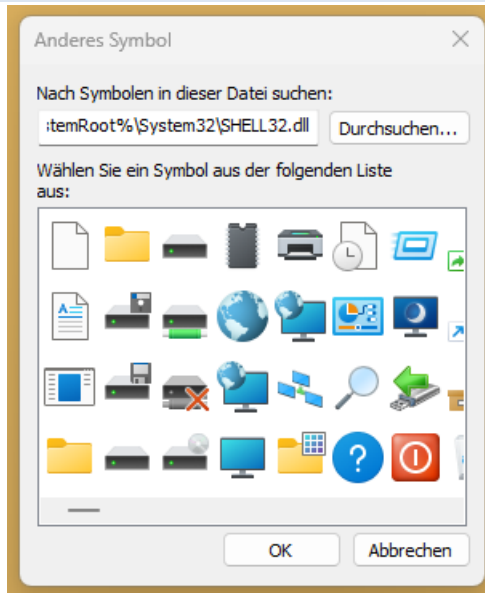 Anderes Symbol
Nach Symbolen in dieser Datei suchen:
temRoot%\System32\SHELL32.dll
Durchsuchen...
Wählen Sie ein Symbol aus der folgenden Liste
aus:
OK
Abbrechen